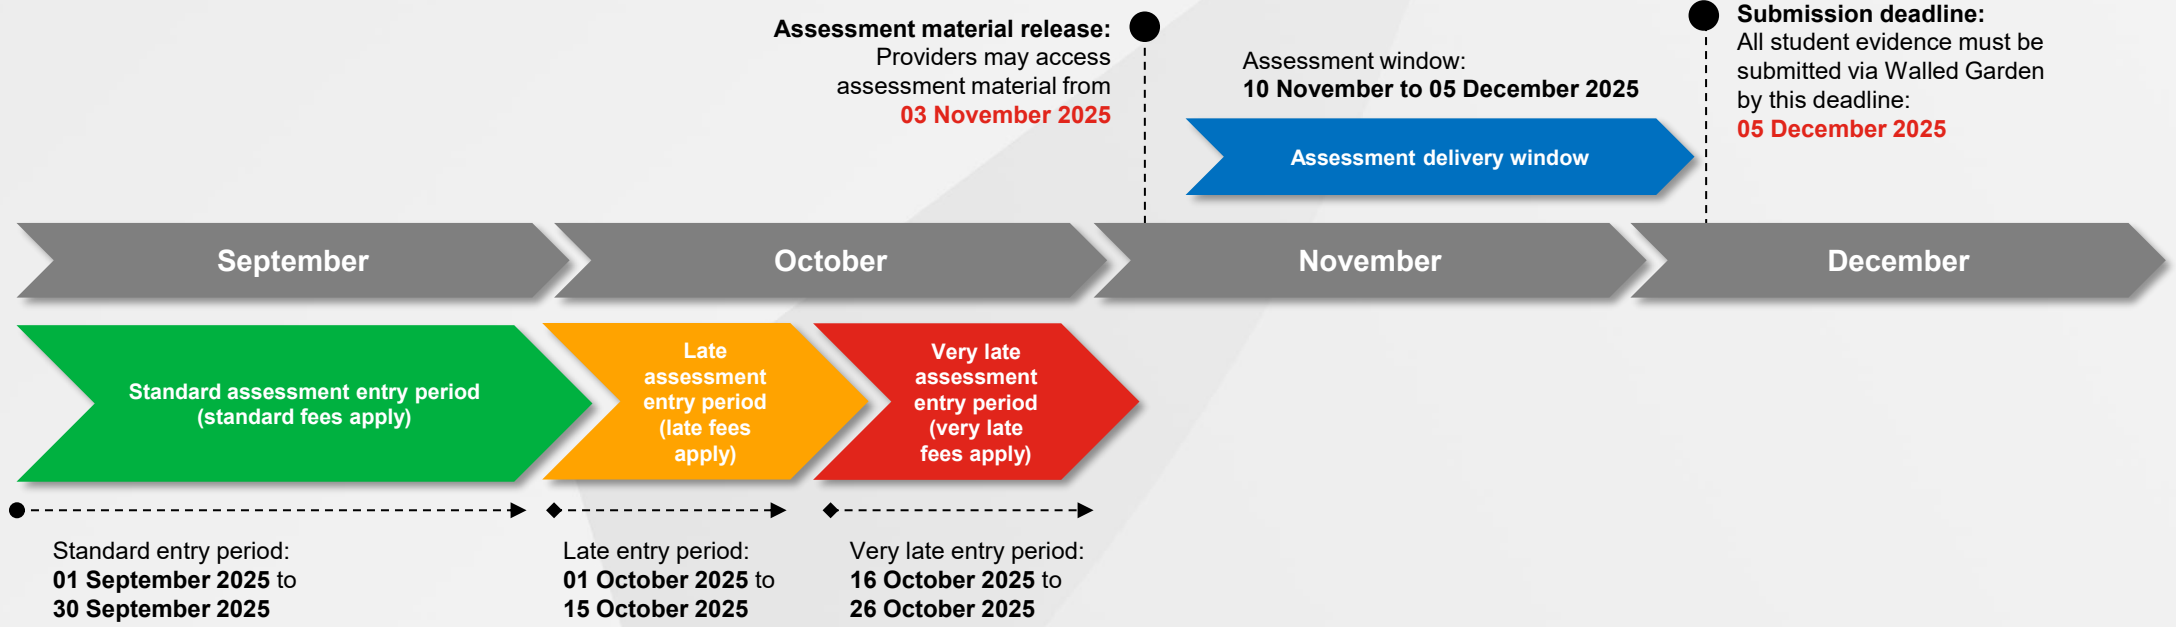 Assessment material release:
Providers may access
assessment material from
03 November 2025
Assessment window:
10 November to 05 December 2025
Submission deadline:
All student evidence must be
submitted via Walled Garden
by this deadline:
05 December 2025
Assessment delivery window
September
October
November
December
Standard assessment entry period
(standard fees apply)
Late
assessment
entry period
(late fees
apply)
Very late
assessment
entry period
(very late
fees apply)
Standard entry period:
01 September 2025 to
30 September 2025
Late entry period:
01 October 2025 to
15 October 2025
Very late entry period:
16 October 2025 to
26 October 2025